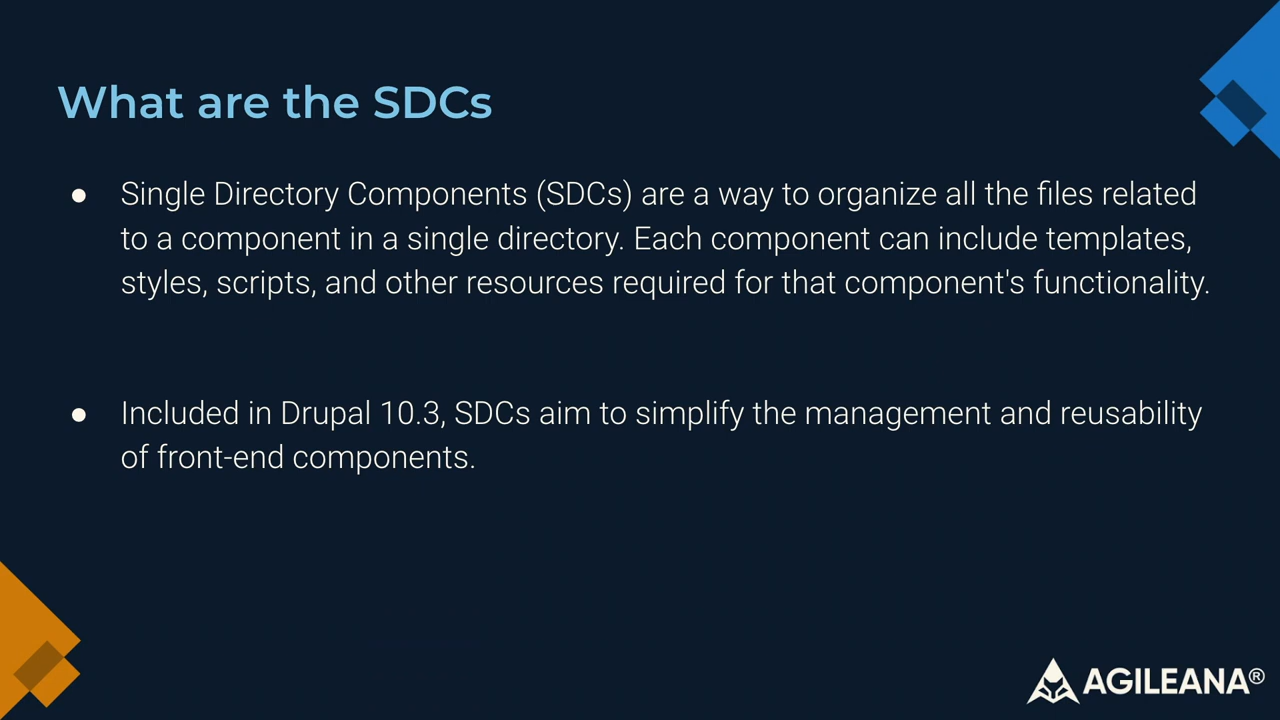 What are the SDCs
● Single Directory Components (SDCs) are a way to organize all the files related
to a component in a single directory. Each component can include templates,
styles, scripts, and other resources required for that component's functionality.
● Included in Drupal 10.3, SDCs aim to simplify the management and reusability
of front-end components.
AGILEANA®